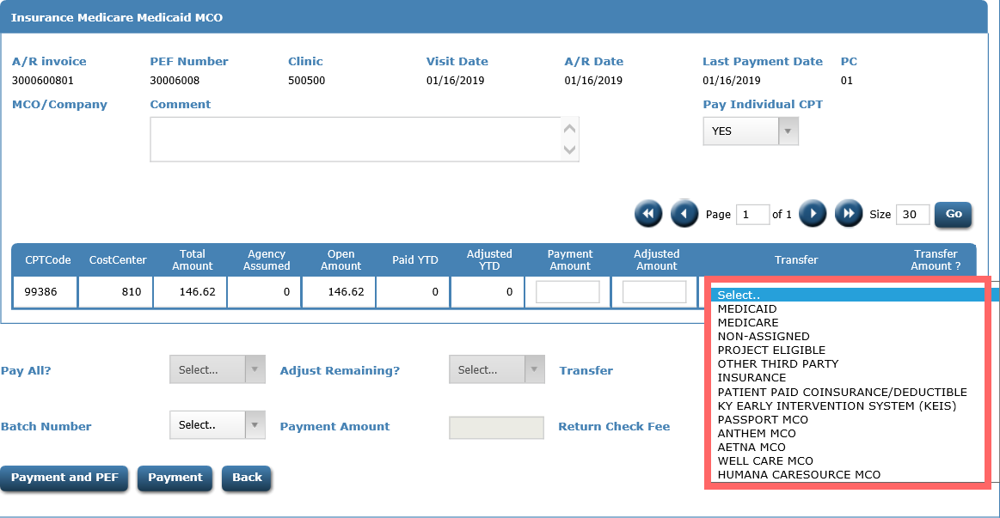 Insurance Medicare Medicaid MCO
A/R invoice PEF Number Clinic Visit Date A/R Date Last Payment Date PC
3000600801 30006008 500500 01/16/2019 01/16/2019 01/16/2019 01
MCO/Company Comment Pay Individual CPT
YES
Page 1 of 1 Size 30 Go
CPTCode CostCenter Total Amount Agency Assumed Open Amount Paid YTD Adjusted YTD Payment Amount Adjusted Amount Transfer Transfer Amount ?
99386 810 146.62 0 146.62 0 0
Select..
MEDICAID
MEDICARE
NON-ASSIGNED
PROJECT ELIGIBLE
OTHER THIRD PARTY
INSURANCE
PATIENT PAID COINSURANCE/DEDUCTIBLE
KY EARLY INTERVENTION SYSTEM (KEIS)
PASSPORT MCO
ANTHEM MCO
AETNA MCO
WELL CARE MCO
HUMANA CARESOURCE MCO
Pay All? Select... Adjust Remaining? Select... Transfer
Batch Number Select.. Payment Amount Return Check Fee
Payment and PEF Payment Back